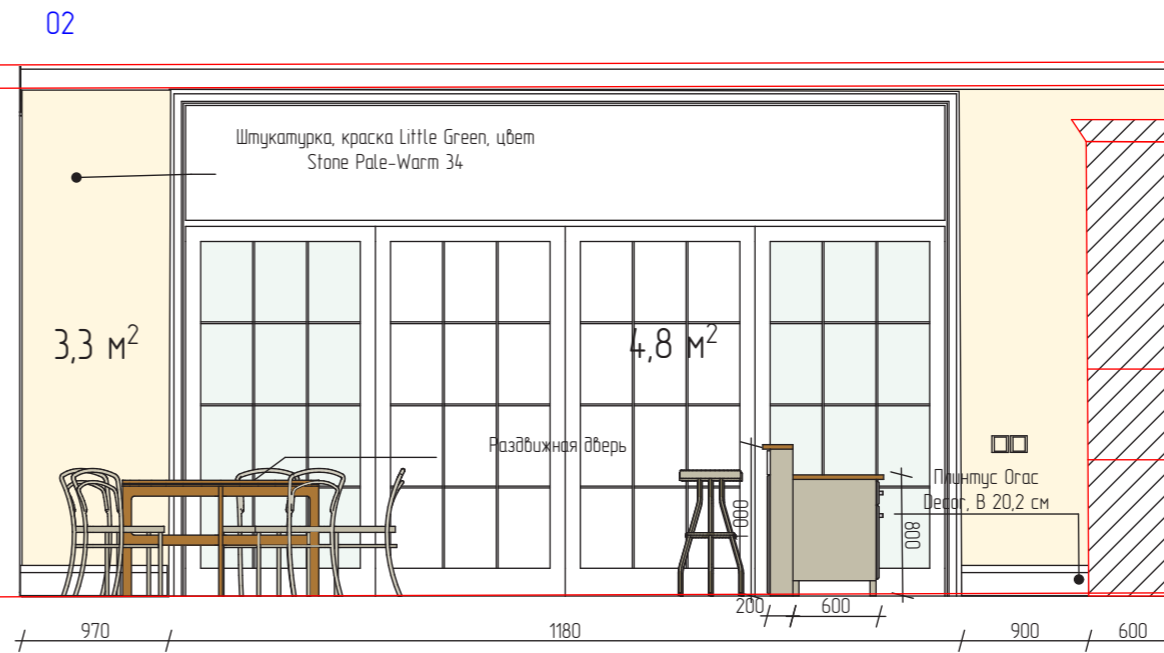 02
Штукатурка, краска Little Green, цвет
Stone Pale-Warm 34
3,3 м²
4,8 м²
Раздвижная дверь
Плинтус Orac
Decor, В 20,2 см
1000
800
200
600
970
1180
900
600